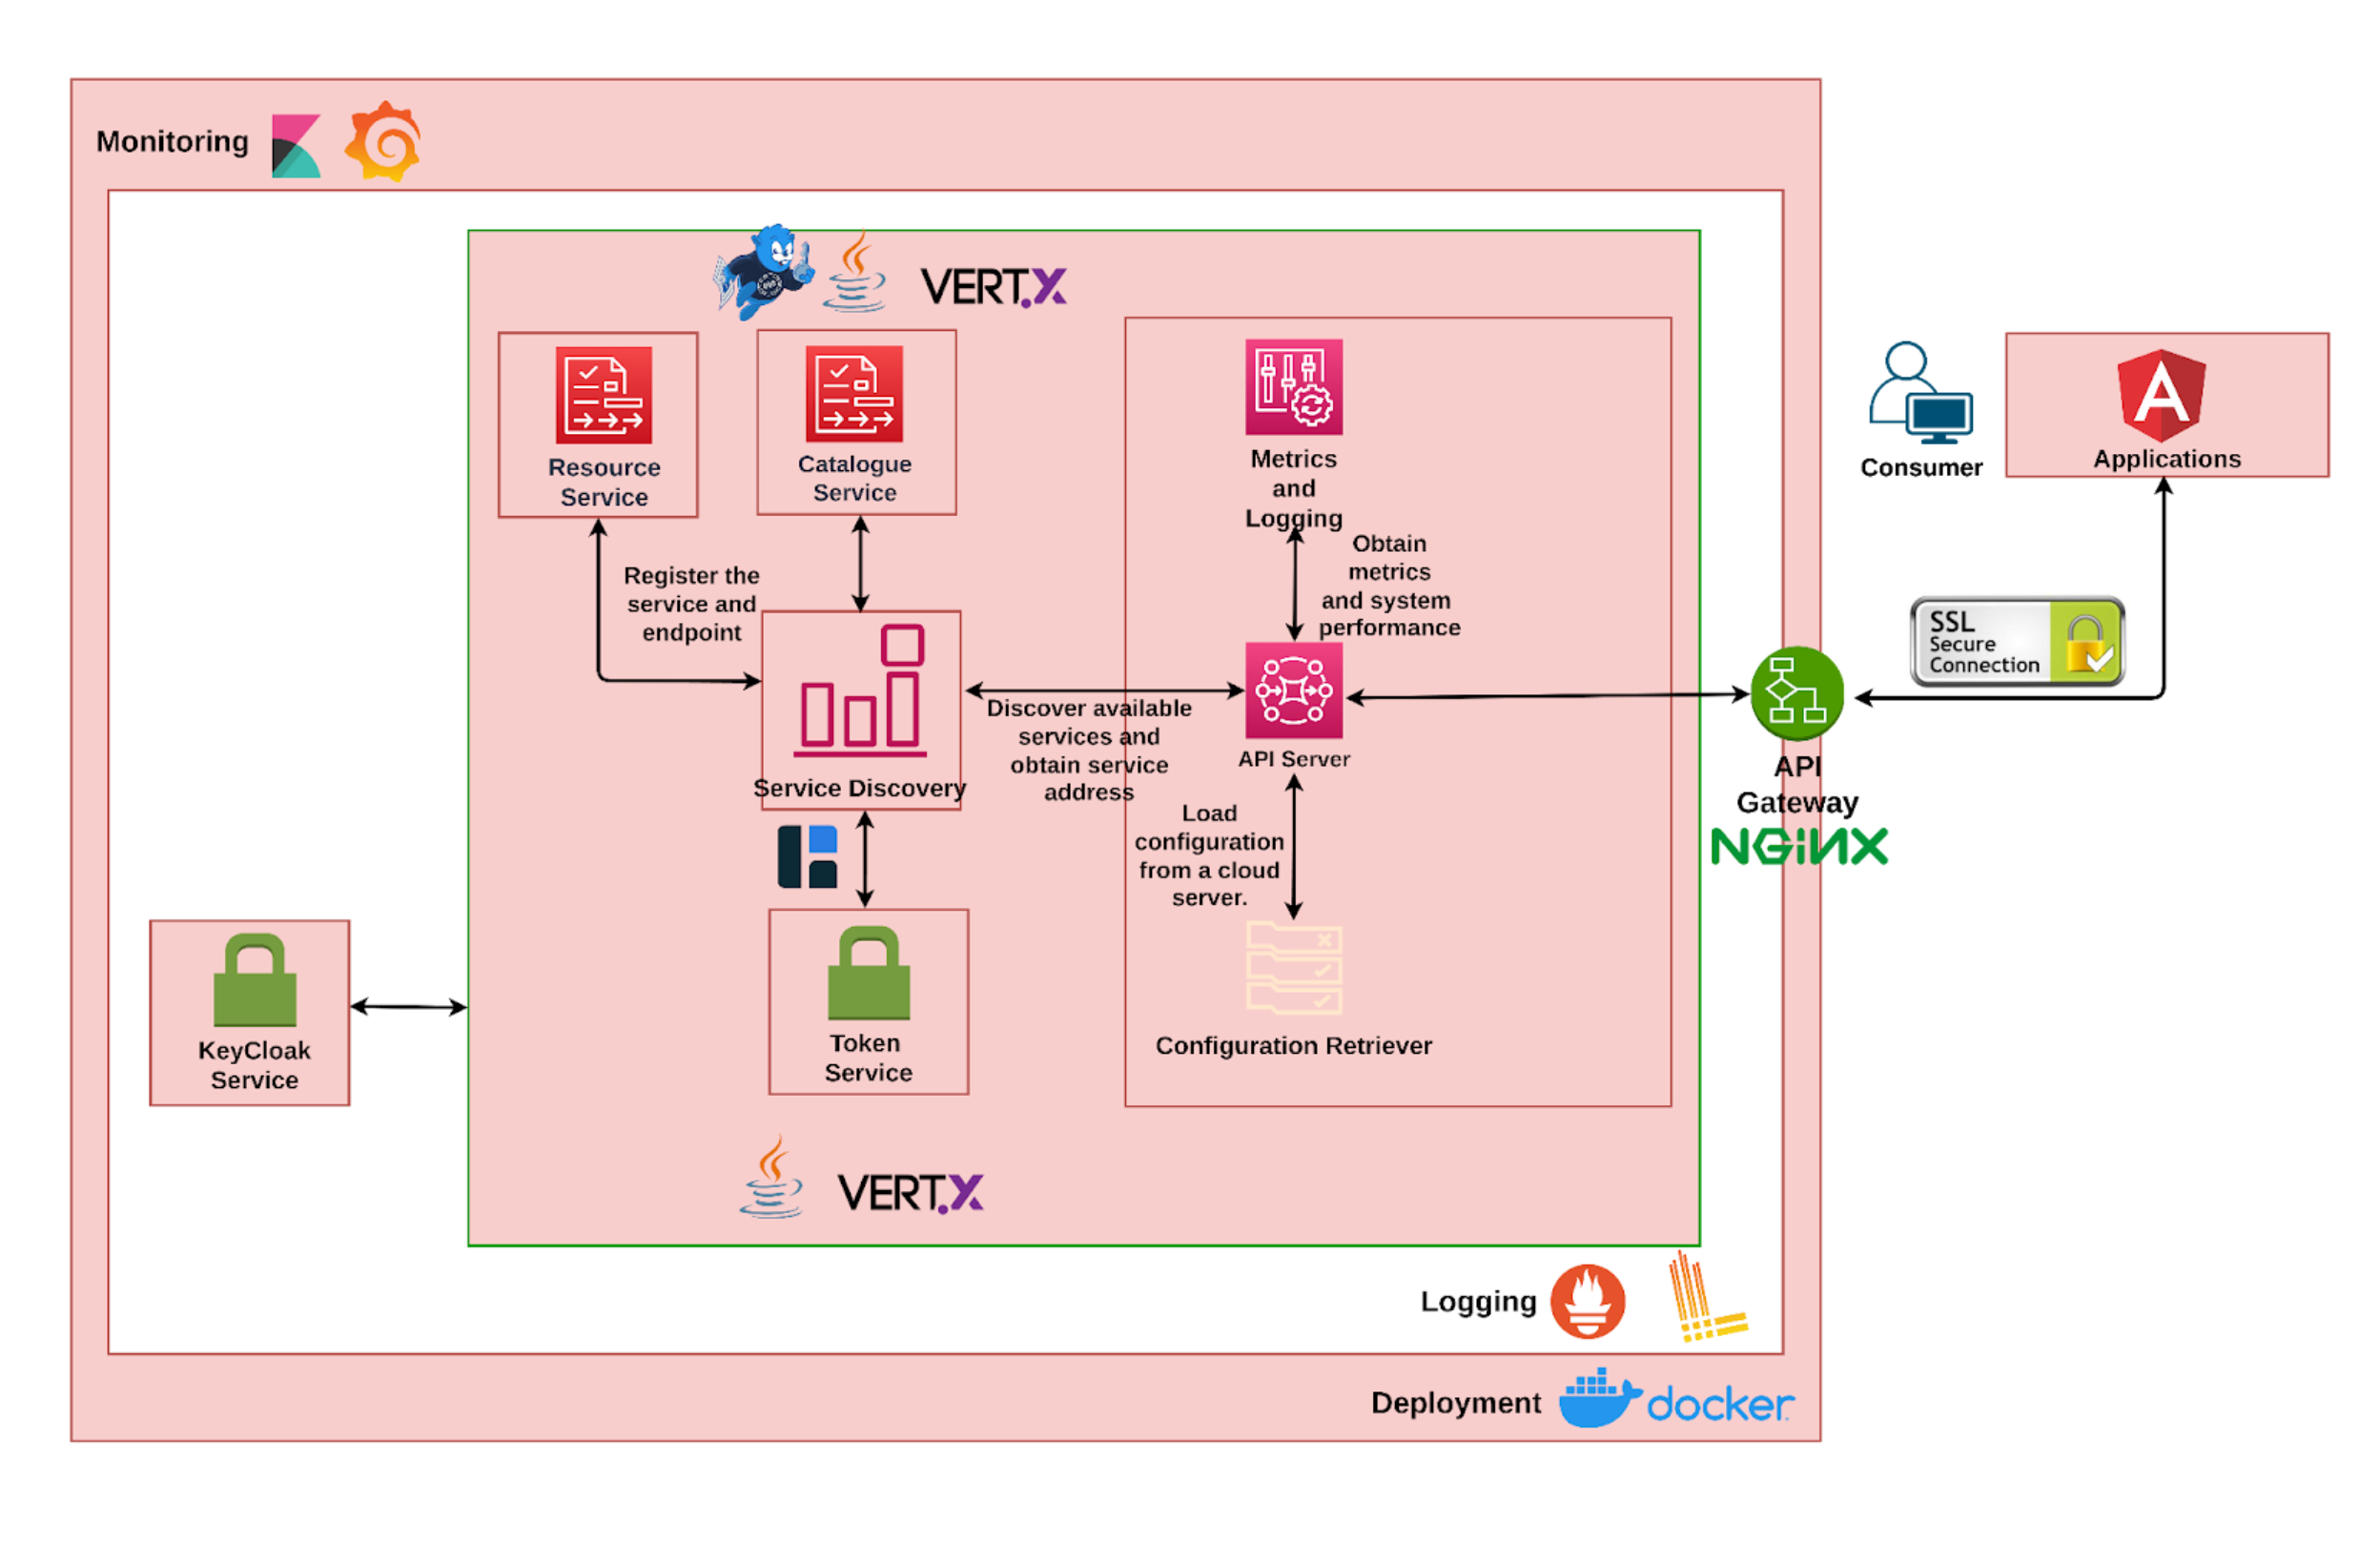 Monitoring
VERT.X
Resource
Service
Catalogue
Service
Metrics
and
Logging
Consumer
Applications
Register the
service and
endpoint
Obtain
metrics
and system
performance
SSL
Secure
Connection
Service Discovery
Discover available
services and
obtain service
address
API Server
API
Gateway
NGINX
Load
configuration
from a cloud
server.
KeyCloak
Service
Token
Service
Configuration Retriever
VERT.X
Logging
Deployment
docker